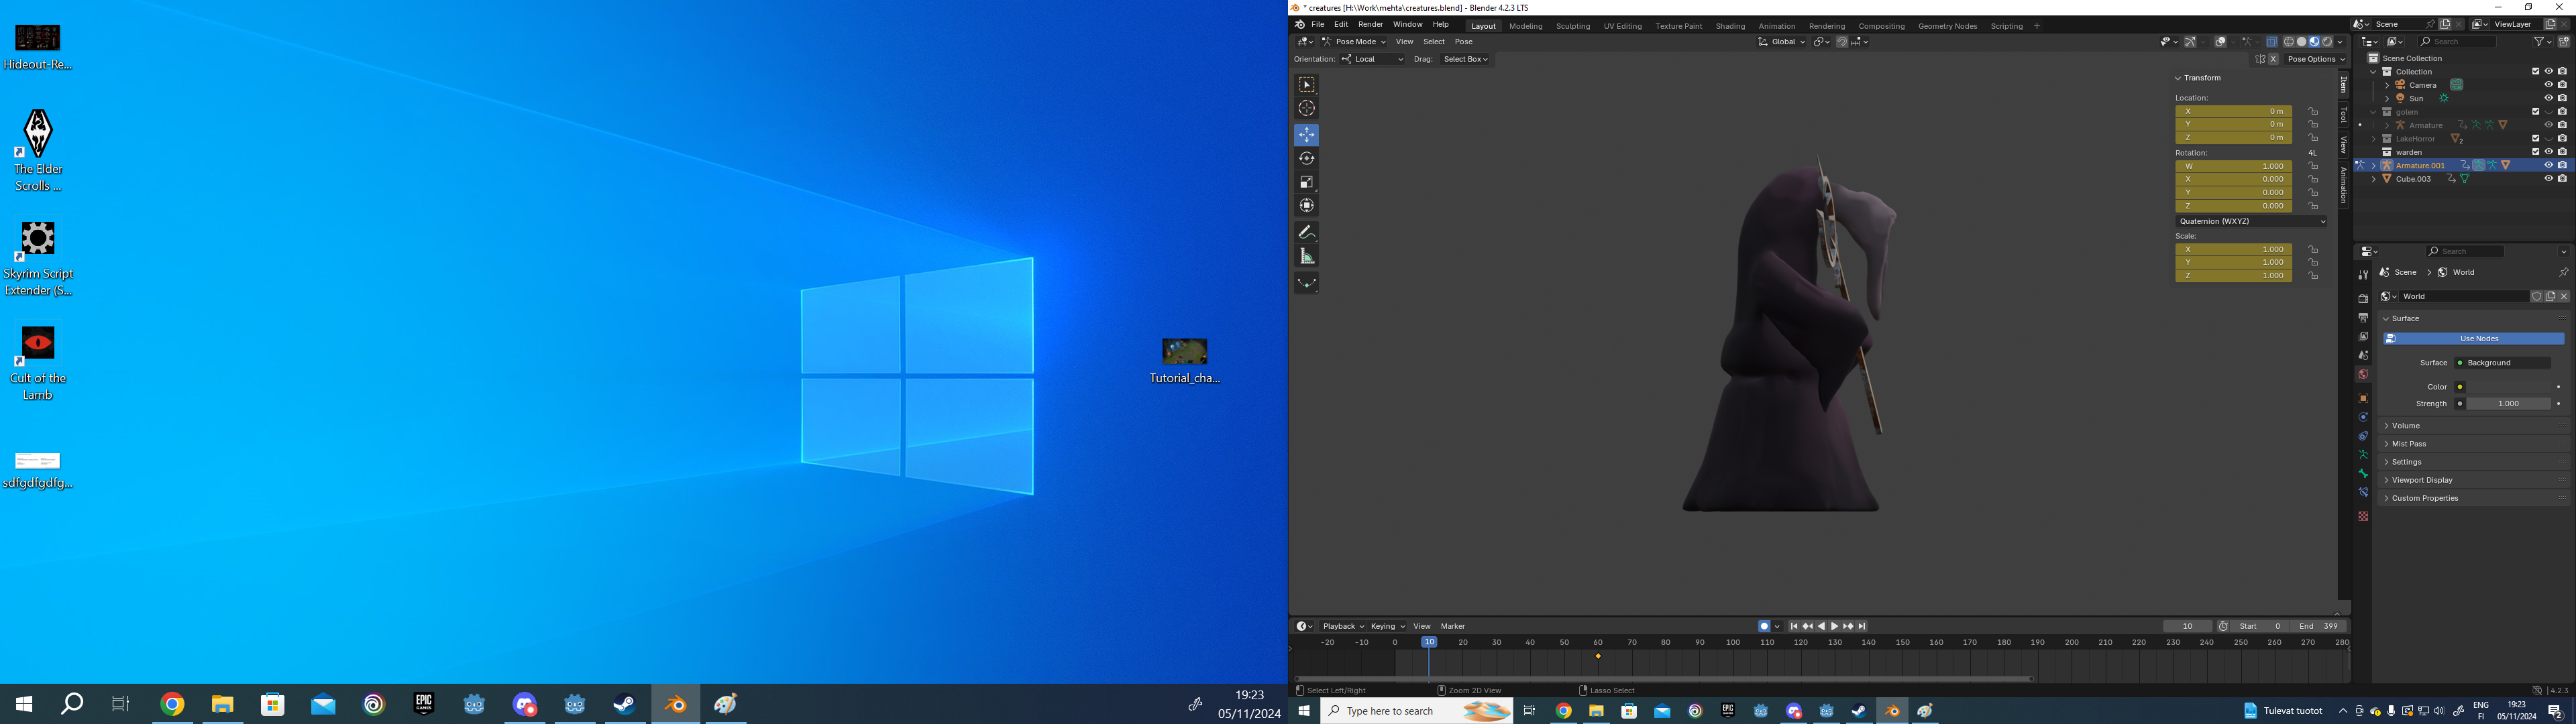 Hideout-Re...
The Elder
Scrolls ...
Skyrim Script
Extender (S...
Cult of the
Lamb
sdfgdfgdfg...
Tutorial_cha...
EPIC
GAMES
19:23
05/11/2024
* creatures [H:\Work\mehta\creatures.blend] - Blender 4.2.3 LTS
File Edit Render Window Help
Layout Modeling Sculpting UV Editing Texture Paint Shading Animation Rendering Compositing Geometry Nodes Scripting +
Scene ViewLayer
Pose Mode View Select Pose
Global
Orientation: Local Drag: Select Box
X Pose Options
Transform
Location:
X 0 m
Y 0 m
Z 0 m
Rotation: 4L
W 1.000
X 0.000
Y 0.000
Z 0.000
Quaternion (WXYZ)
Scale:
X 1.000
Y 1.000
Z 1.000
Item
Tool
View
Animation
Search
Scene Collection
Collection
Camera
Sun
golem
Armature
LakeHorror 2
warden
Armature.001
Cube.003
Search
Scene > World
World
Surface
Use Nodes
Surface Background
Color
Strength 1.000
Volume
Mist Pass
Settings
Viewport Display
Custom Properties
Playback Keying View Marker
10 Start 0 End 399
-20 -10 0 10 20 30 40 50 60 70 80 90 100 110 120 130 140 150 160 170 180 190 200 210 220 230 240 250 260 270 280
Select Left/Right Zoom 2D View Lasso Select
4.2.3
Type here to search
EPIC
Tulevat tuotot
ENG
FI
19:23
05/11/2024
2